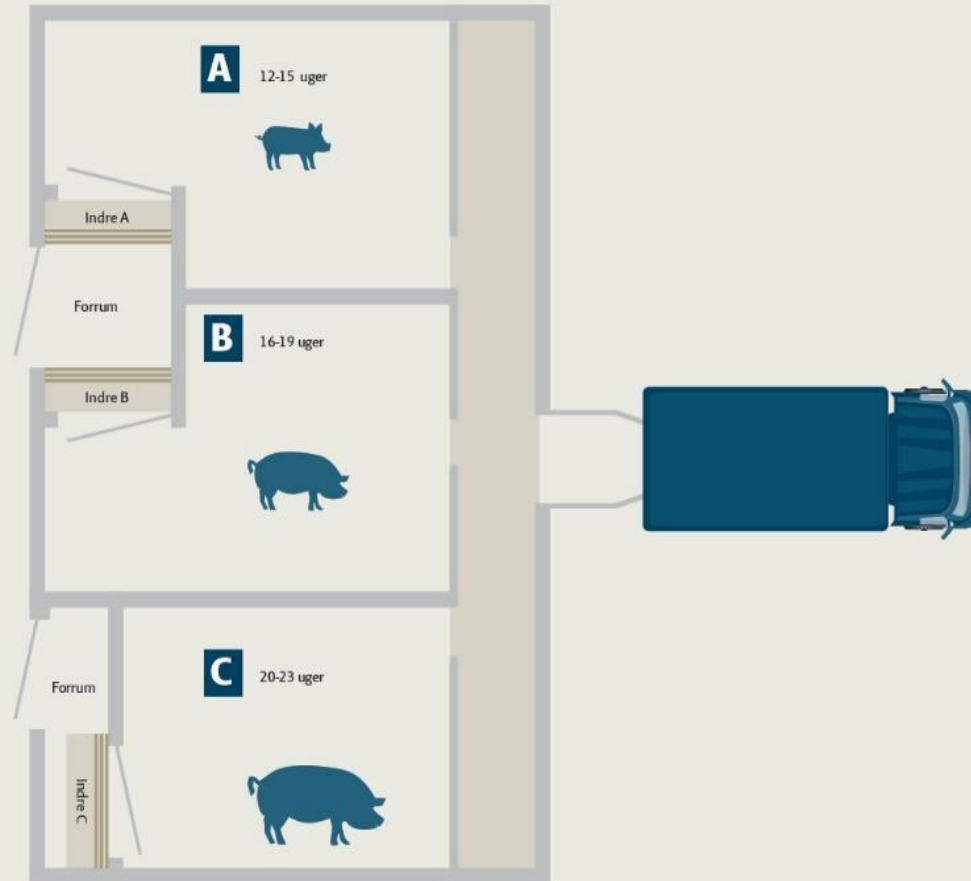 A
12-15 uger
Indre A
Forrum
B
16-19 uger
Indre B
C
20-23 uger
Forrum
Indre C